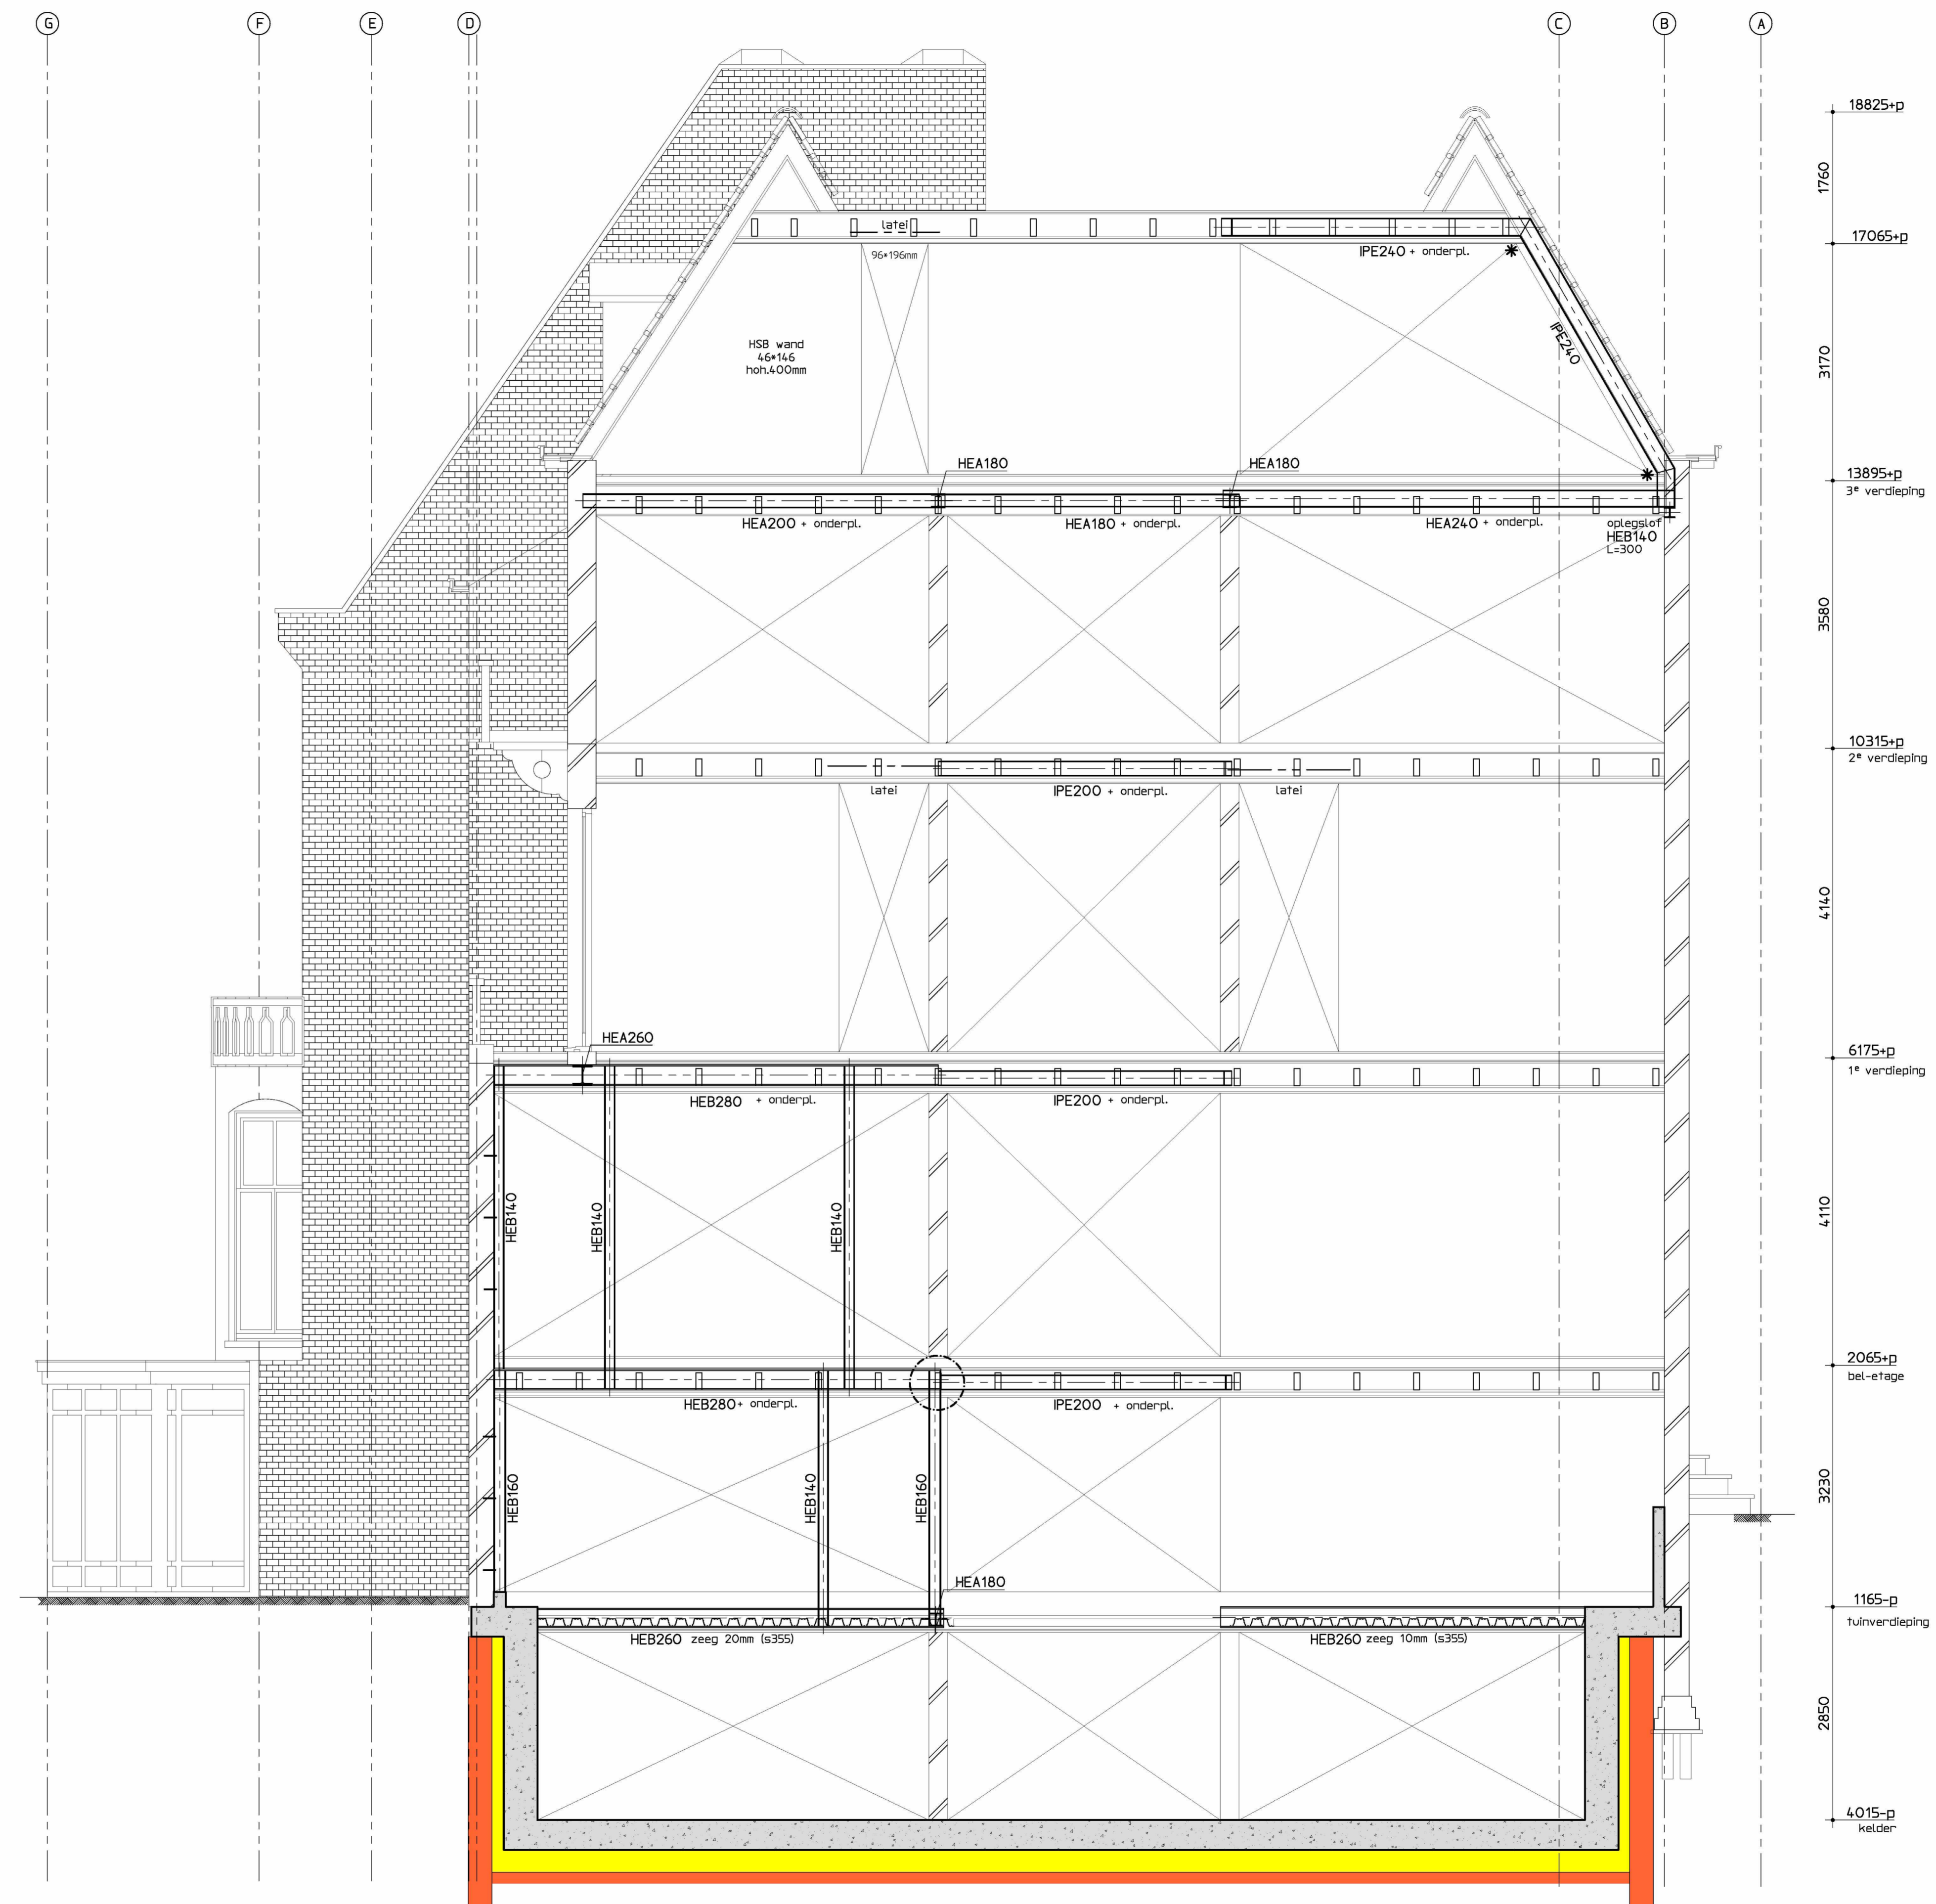 G F E D C B A
18825+p
1760
latei
17065+p
96*196mm
IPE240 + onderpl.
IPE240
HSB wand
46*146
hoh.400mm
3170
HEA180
HEA180
13895+p
3e verdieping
HEA200 + onderpl.
HEA180 + onderpl.
HEA240 + onderpl.
oplegslof
HEB140
L=300
3580
10315+p
2e verdieping
latei
IPE200 + onderpl.
latei
4140
HEA260
6175+p
1e verdieping
HEB280 + onderpl.
IPE200 + onderpl.
HEB140
HEB140
HEB140
4110
2065+p
bel-etage
HEB280+ onderpl.
IPE200 + onderpl.
HEB160
HEB140
HEB160
3230
HEA180
1165-p
tuinverdieping
HEB260 zeeg 20mm (s355)
HEB260 zeeg 10mm (s355)
2850
4015-p
kelder